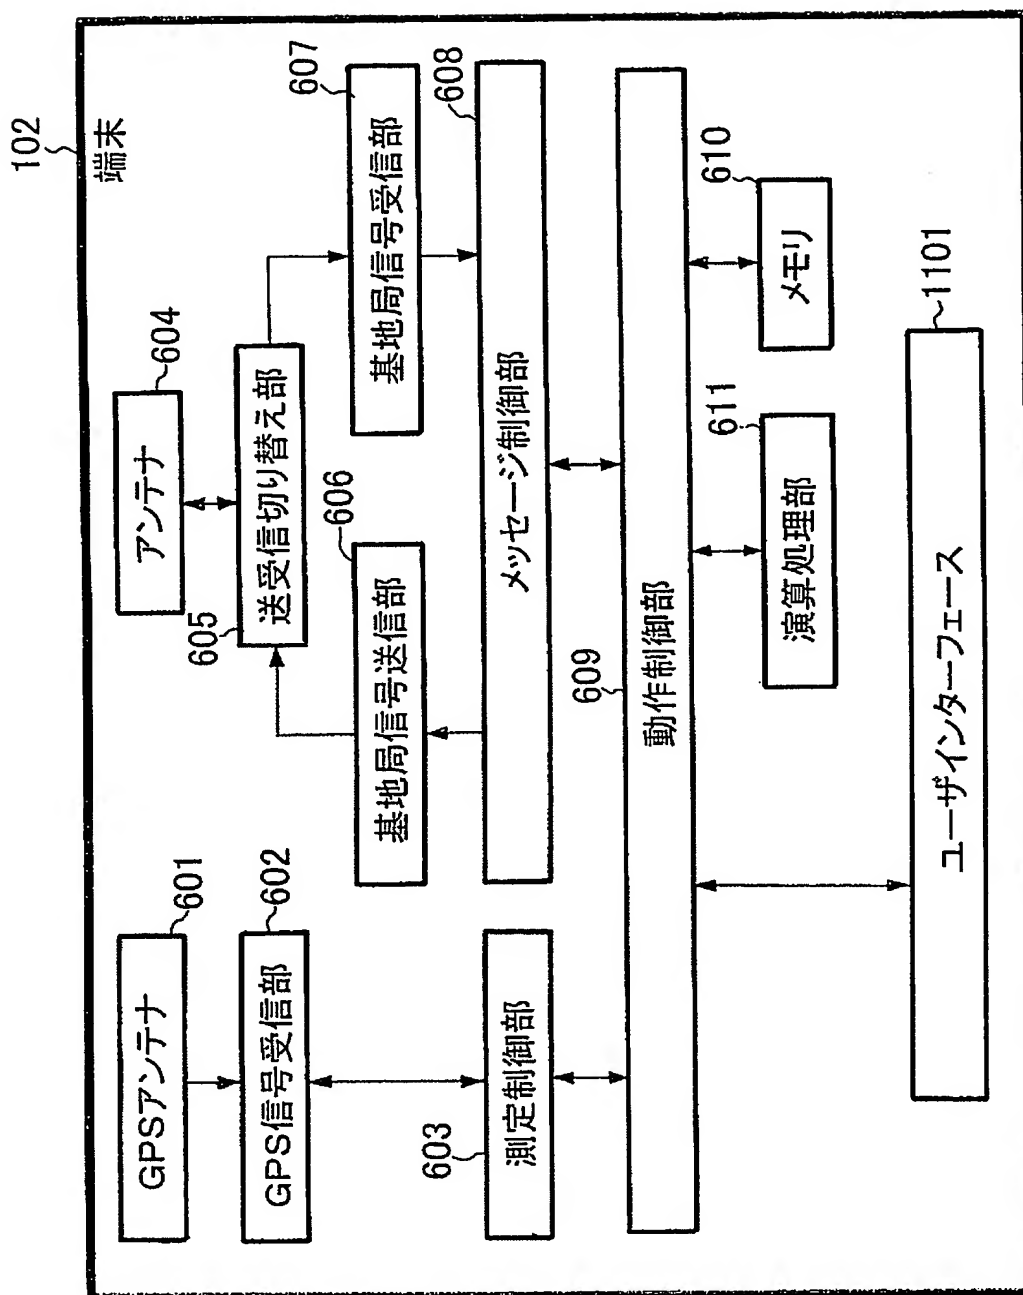 102
端末
601
GPSアンテナ
602
GPS信号受信部
603
測定制御部
604
アンテナ
605
送受信切り替え部
606
基地局信号送信部
607
基地局信号受信部
608
メッセージ制御部
609
動作制御部
610
メモリ
611
演算処理部
1101
ユーザインターフェース